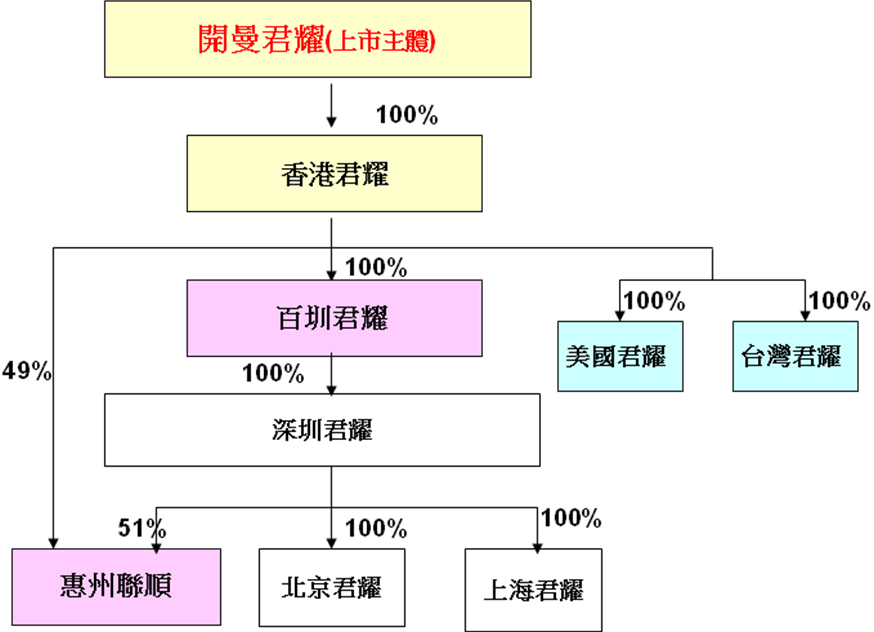 開曼君耀(上市主體)
100%
香港君耀
100%
百圳君耀
100%
100%
美國君耀
台灣君耀
49%
100%
深圳君耀
51%
100%
100%
惠州聯順
北京君耀
上海君耀